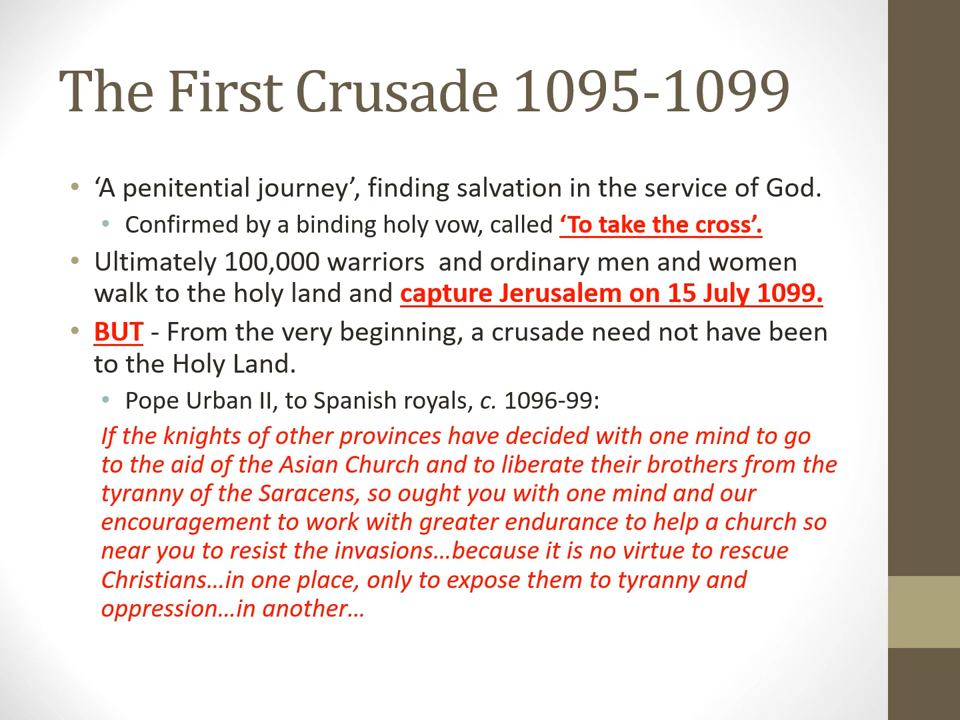 The First Crusade 1095-1099
• ‘A penitential journey’, finding salvation in the service of God.
• Confirmed by a binding holy vow, called ‘To take the cross’.
• Ultimately 100,000 warriors  and ordinary men and women
walk to the holy land and capture Jerusalem on 15 July 1099.
• BUT - From the very beginning, a crusade need not have been
to the Holy Land.
• Pope Urban II, to Spanish royals, c. 1096-99:
If the knights of other provinces have decided with one mind to go
to the aid of the Asian Church and to liberate their brothers from the
tyranny of the Saracens, so ought you with one mind and our
encouragement to work with greater endurance to help a church so
near you to resist the invasions…because it is no virtue to rescue
Christians…in one place, only to expose them to tyranny and
oppression…in another…